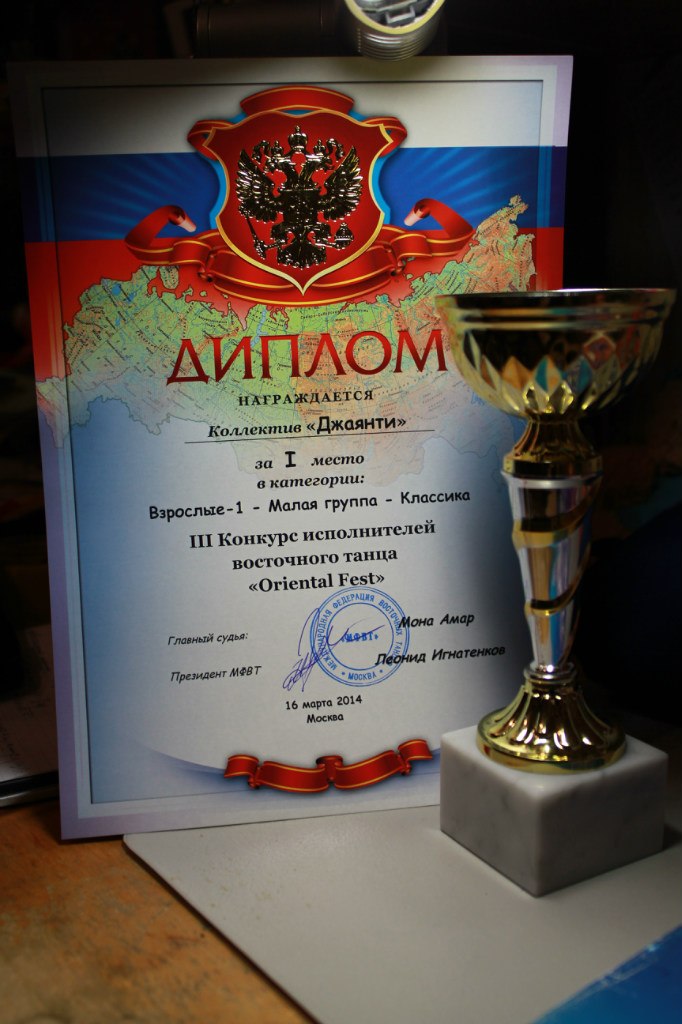 ДИПЛОМ
НАГРАЖДАЕТСЯ
Коллектив «Джаянти»
за I место
в категории:
Взрослые-1 - Малая группа - Классика
III Конкурс исполнителей
восточного танца
«Oriental Fest»
Главный судья: Мона Амар
Президент МФВТ Леонид Игнатенков
МЕЖДУНАРОДНАЯ ФЕДЕРАЦИЯ ВОСТОЧНЫХ
«МФВТ»
МОСКВА
16 марта 2014
Москва